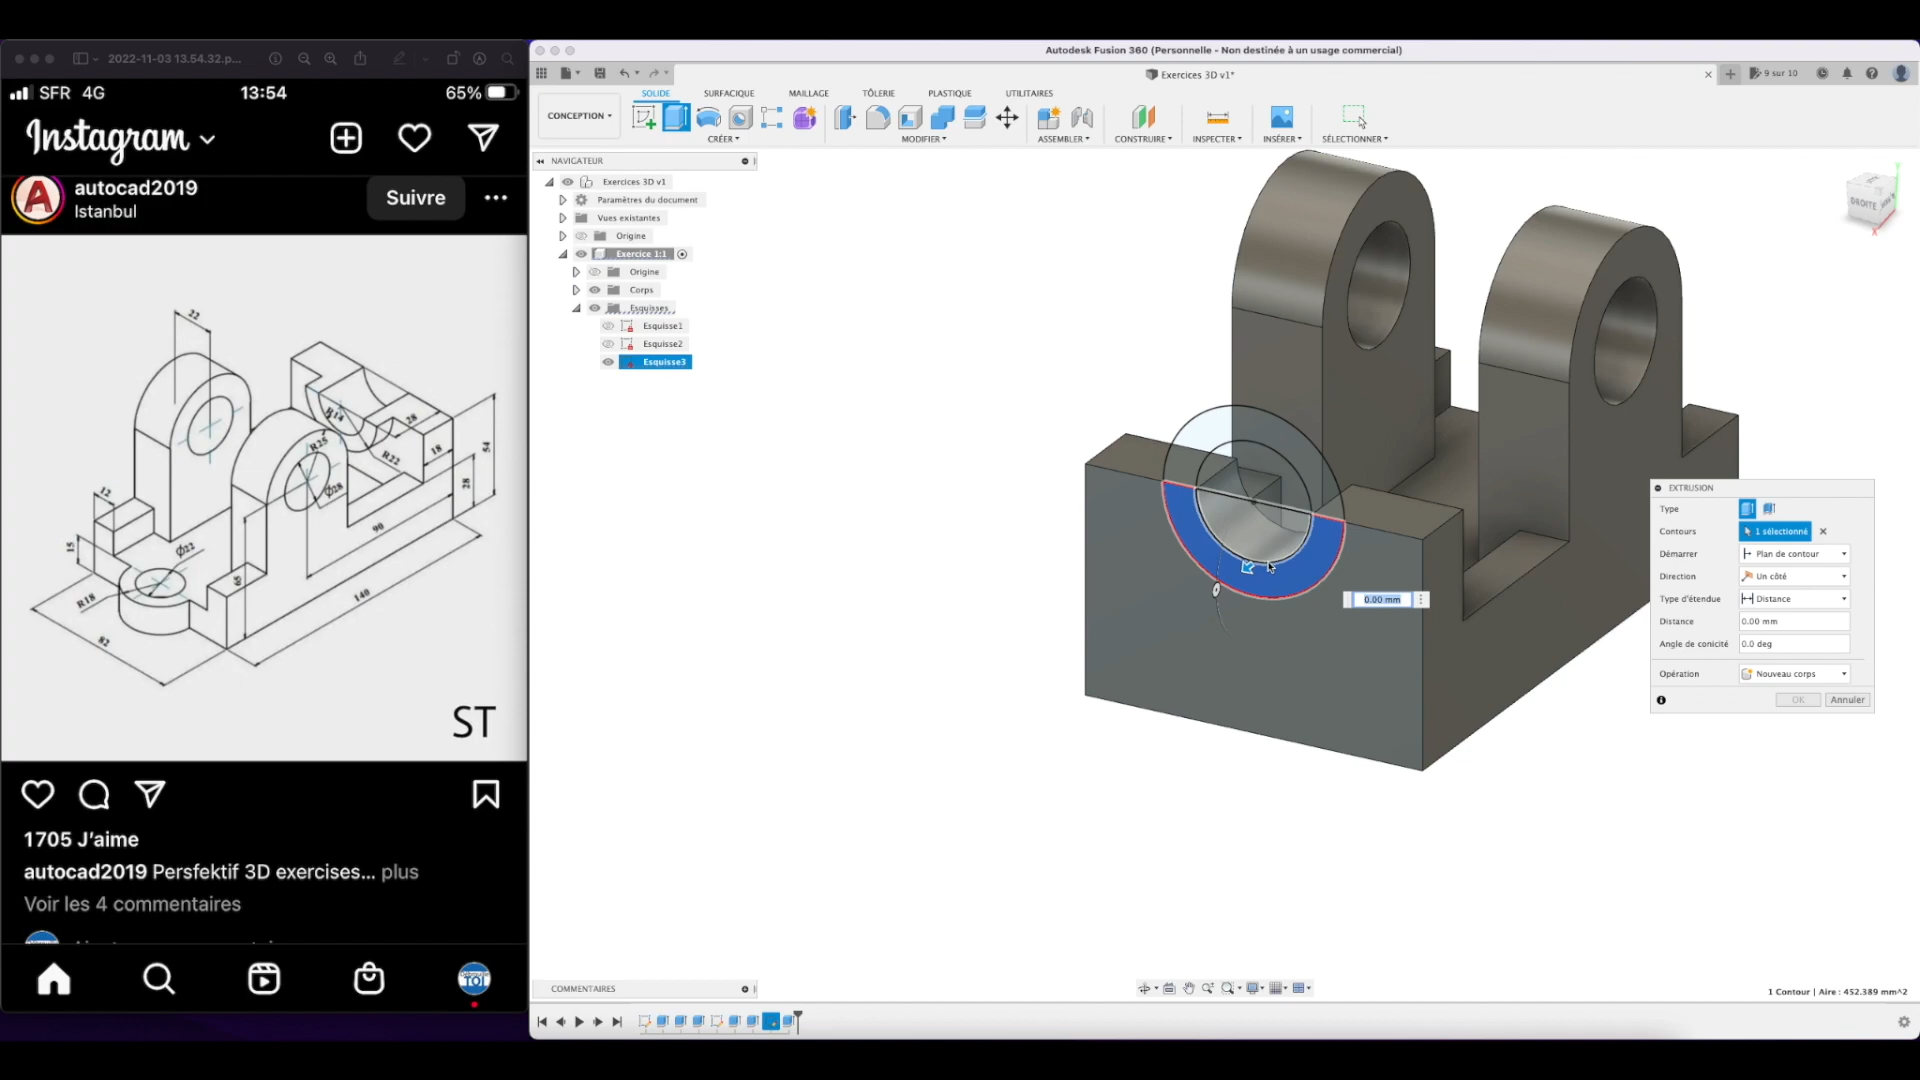 2022-11-03 13.54.32.p...
SFR 4G 13:54 65%
Instagram
autocad2019
Istanbul
Suivre
22
R14
28
R25
R22
18
54
Ø28
28
12
90
15
Ø22
65
R18
140
82
ST
1705 J'aime
autocad2019 Persfektif 3D exercises... plus
Voir les 4 commentaires
TOI
Autodesk Fusion 360 (Personnelle - Non destinée à un usage commercial)
Exercices 3D v1*
9 sur 10
CONCEPTION
SOLIDE SURFACIQUE MAILLAGE TÔLERIE PLASTIQUE UTILITAIRES
CRÉER MODIFIER ASSEMBLER CONSTRUIRE INSPECTER INSÉRER SÉLECTIONNER
NAVIGATEUR
Exercices 3D v1
Paramètres du document
Vues existantes
Origine
Exercice 1:1
Origine
Corps
Esquisses
Esquisse1
Esquisse2
Esquisse3
DROITE
X
0.00 mm
EXTRUSION
Type
Contours 1 sélectionné
Démarrer Plan de contour
Direction Un côté
Type d'étendue Distance
Distance 0.00 mm
Angle de conicité 0.0 deg
Opération Nouveau corps
OK Annuler
COMMENTAIRES
1 Contour | Aire : 452.389 mm^2